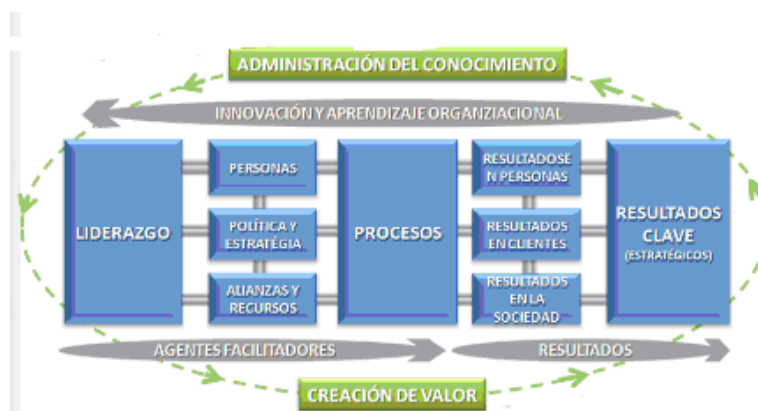 ADMINISTRACIÓN DEL CONOCIMIENTO
INNOVACIÓN Y APRENDIZAJE ORGANZIACIONAL
LIDERAZGO
PERSONAS
POLÍTICA Y
ESTRATÉGIA
ALIANZAS Y
RECURSOS
PROCESOS
RESULTADOSE
N PERSONAS
RESULTADOS
EN CLIENTES
RESULTADOS
EN LA
SOCIEDAD
RESULTADOS
CLAVE
(ESTRATÉGICOS)
AGENTES FACILITADORES
RESULTADOS
CREACIÓN DE VALOR